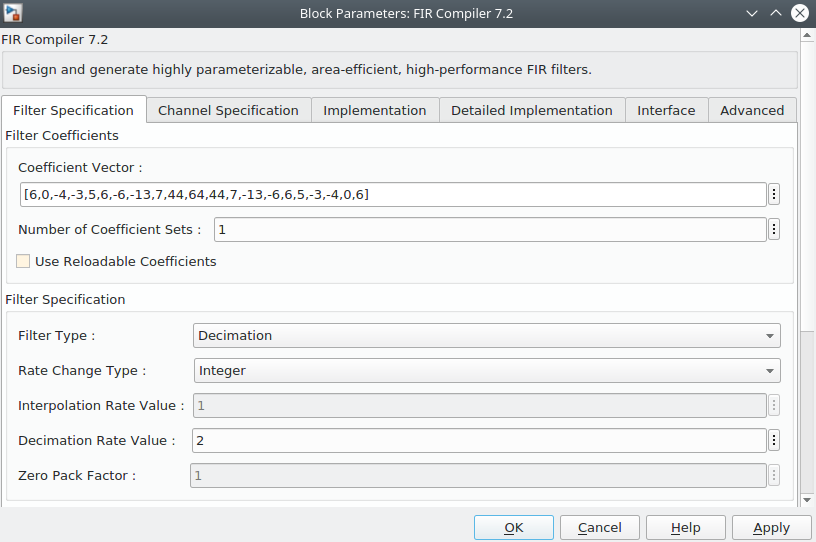 Block Parameters: FIR Compiler 7.2
FIR Compiler 7.2
Design and generate highly parameterizable, area-efficient, high-performance FIR filters.
Filter Specification Channel Specification Implementation Detailed Implementation Interface Advanced
Filter Coefficients
Coefficient Vector :
[6,0,-4,-3,5,6,-6,-13,7,44,64,44,7,-13,-6,6,5,-3,-4,0,6]
Number of Coefficient Sets : 1
Use Reloadable Coefficients
Filter Specification
Filter Type : Decimation
Rate Change Type : Integer
Interpolation Rate Value : 1
Decimation Rate Value : 2
Zero Pack Factor : 1
OK Cancel Help Apply